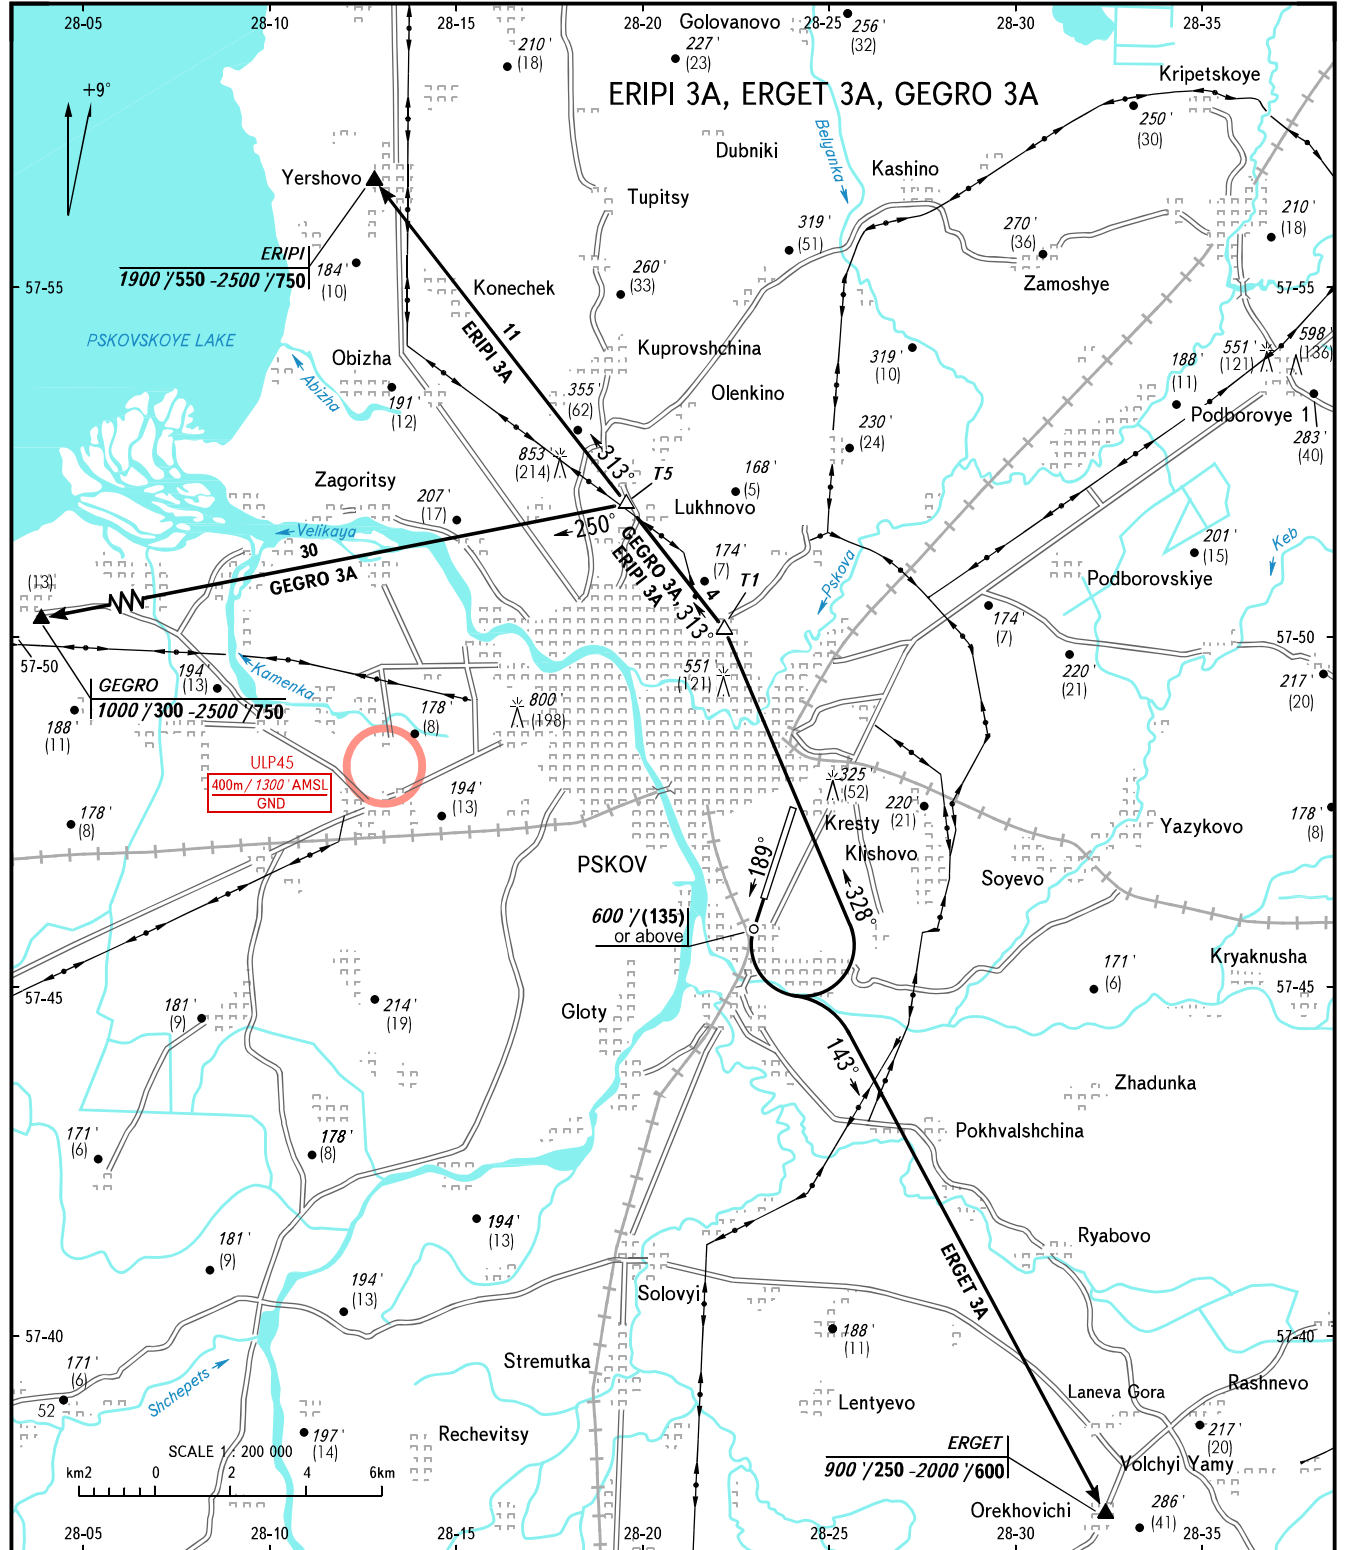 28-05
28-10
28-15
28-20
28-25
28-30
28-35
Golovanovo
256'
(32)
210'
(18)
227'
(23)
+9°
ERIPI 3A, ERGET 3A, GEGRO 3A
Kripetskoye
250'
(30)
Belyanka
Dubniki
Kashino
Yershovo
Tupitsy
319'
(51)
270'
(36)
210'
(18)
ERIPI
1900'/550 -2500'/750
184'
(10)
260'
(33)
Konechek
Zamoshye
57-55
57-55
11
ERIPI 3A
PSKOVSKOYE LAKE
Obizha
Abizha
Kuprovshchina
319'
(10)
551'
(121)
598'
(136)
188'
(11)
191'
(12)
355'
(62)
Olenkino
Podborovye 1
230'
(24)
283'
(40)
853'
(214)
313°
T5
168'
(5)
Zagoritsy
207'
(17)
Lukhnovo
Velikaya
250°
30
GEGRO 3A
GEGRO 3A,
ERIPI 3A
313°
4
174'
(7)
T1
Pskova
201'
(15)
Keb
Podborovskiye
(13)
174'
(7)
57-50
57-50
220'
(21)
217'
(20)
551
(121)
194'
(13)
Kamenka
GEGRO
1000'/300 -2500'/750
188'
(11)
178'
(8)
800'
(198)
ULP45
400m/1300' AMSL
GND
325'
(52)
220'
(21)
178'
(8)
194'
(13)
178'
(8)
Kresty
Yazykovo
PSKOV
189°
Klishovo
Soyevo
328°
600'/(135)
or above
Kryaknusha
171'
(6)
57-45
57-45
181'
(9)
214'
(19)
Gloty
143°
Zhadunka
171'
(6)
178'
(8)
Pokhvalshchina
194'
(13)
181'
(9)
Ryabovo
ERGET 3A
194'
(13)
Solovyi
188'
(11)
57-40
57-40
171'
(6)
52
Shchepets
Stremutka
Laneva Gora
Rashnevo
Lentyevo
197'
(14)
Rechevitsy
217'
(20)
SCALE 1 : 200 000
km2
0
2
4
6km
ERGET
900'/250 -2000'/600
Volchyi Yamy
Orekhovichi
286'
(41)
28-05
28-10
28-15
28-20
28-25
28-30
28-35